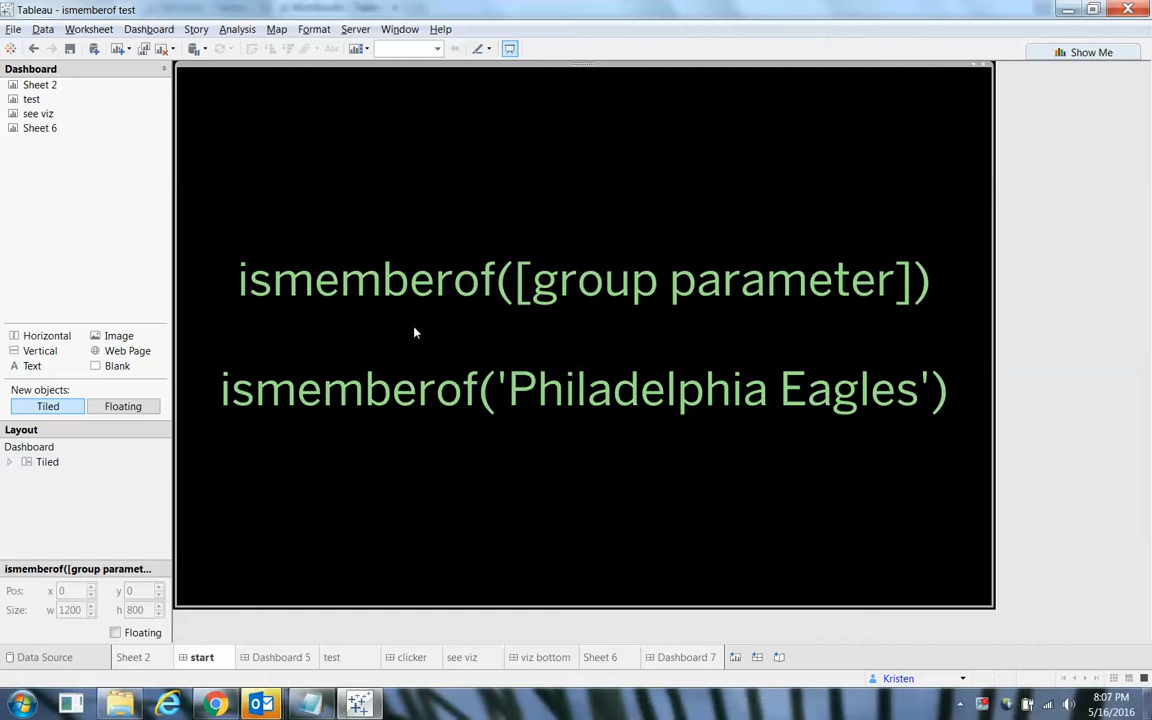 Tableau - ismemberof test
File Data Worksheet Dashboard Story Analysis Map Format Server Window Help
Show Me
Dashboard
Sheet 2
test
see viz
Sheet 6
ismemberof([group parameter])
ismemberof('Philadelphia Eagles')
Horizontal Image
Vertical Web Page
Text Blank
New objects:
Tiled Floating
Layout
Dashboard
Tiled
ismemberof([group paramet...
Pos: x 0 y 0
Size: w 1200 h 800
Floating
Data Source Sheet 2 start Dashboard 5 test clicker see viz viz bottom Sheet 6 Dashboard 7
Kristen
8:07 PM
5/16/2016